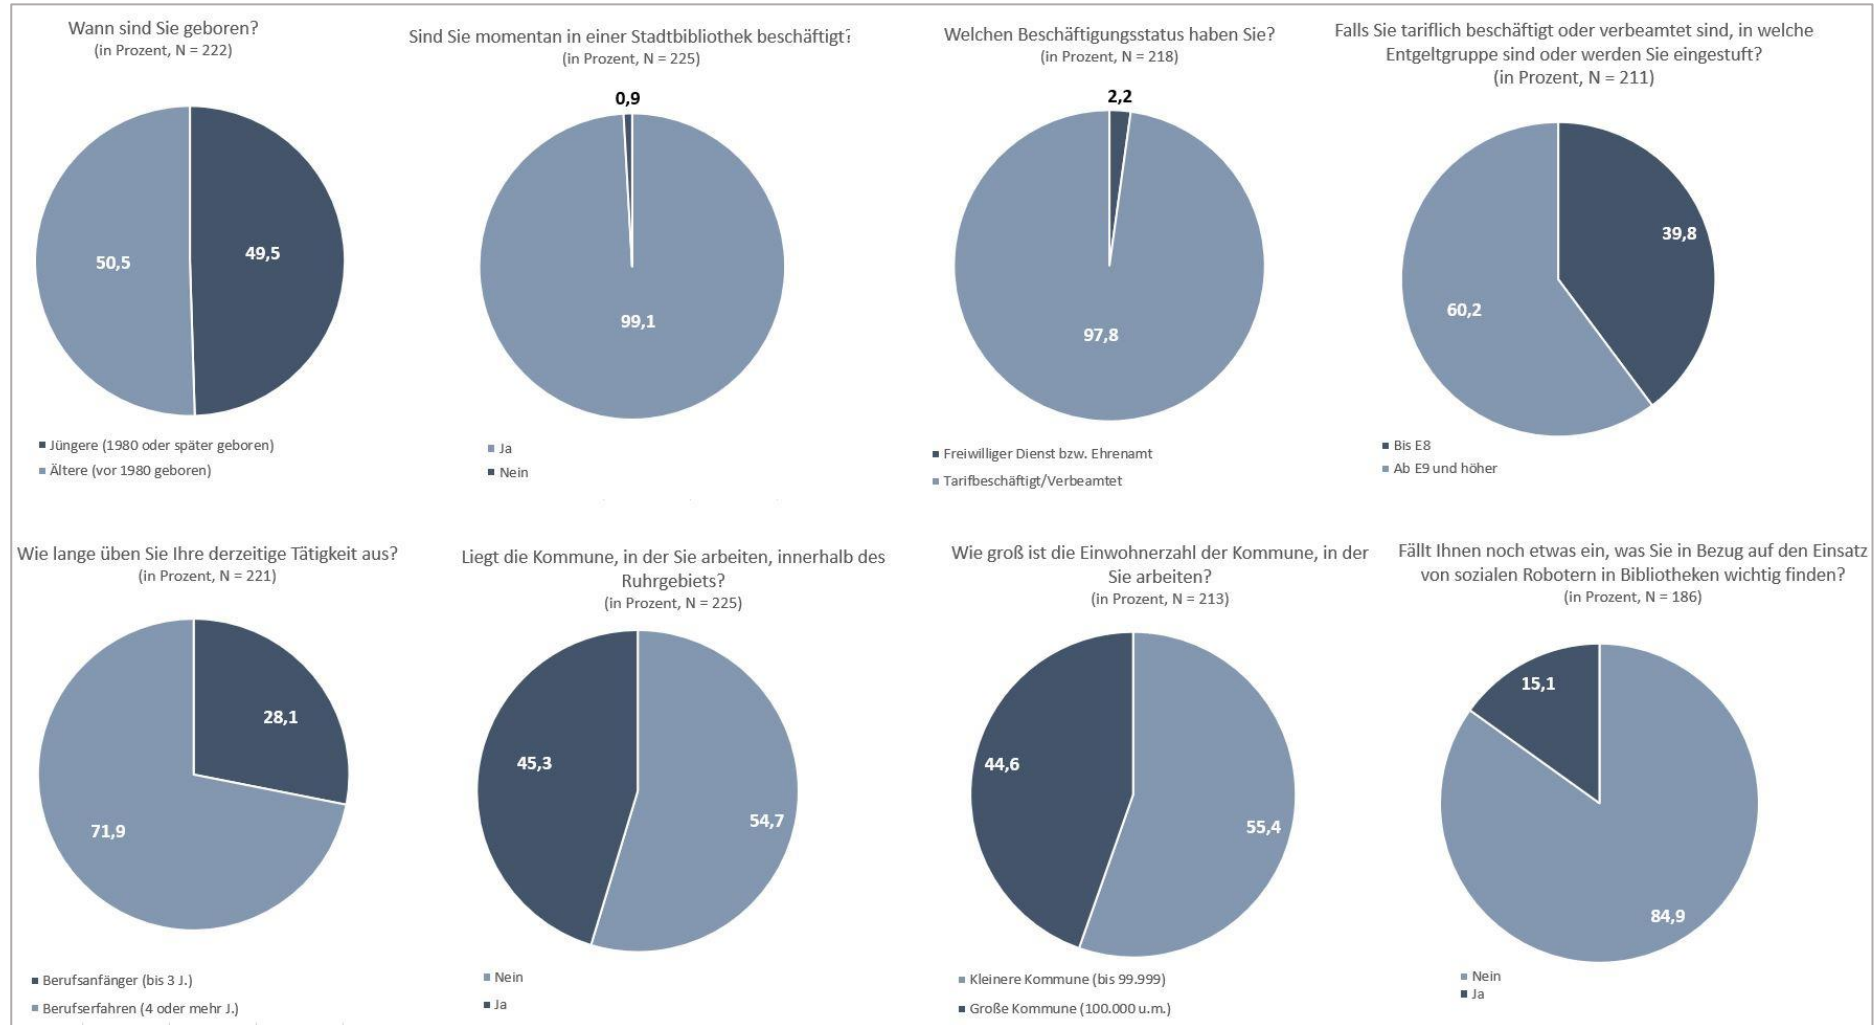 Wann sind Sie geboren?
(in Prozent, N = 222)
49,5
50,5
Jüngere (1980 oder später geboren)
Ältere (vor 1980 geboren)
Sind Sie momentan in einer Stadtbibliothek beschäftigt?
(in Prozent, N = 225)
0,9
99,1
Ja
Nein
Welchen Beschäftigungsstatus haben Sie?
(in Prozent, N = 218)
2,2
97,8
Freiwilliger Dienst bzw. Ehrenamt
Tarifbeschäftigt/Verbeamtet
Falls Sie tariflich beschäftigt oder verbeamtet sind, in welche
Entgeltgruppe sind oder werden Sie eingestuft?
(in Prozent, N = 211)
39,8
60,2
Bis E8
Ab E9 und höher
Wie lange üben Sie Ihre derzeitige Tätigkeit aus?
(in Prozent, N = 221)
28,1
71,9
Berufsanfänger (bis 3 J.)
Berufserfahren (4 oder mehr J.)
Liegt die Kommune, in der Sie arbeiten, innerhalb des
Ruhrgebiets?
(in Prozent, N = 225)
45,3
54,7
Nein
Ja
Wie groß ist die Einwohnerzahl der Kommune, in der
Sie arbeiten?
(in Prozent, N = 213)
44,6
55,4
Kleinere Kommune (bis 99.999)
Große Kommune (100.000 u.m.)
Fällt Ihnen noch etwas ein, was Sie in Bezug auf den Einsatz
von sozialen Robotern in Bibliotheken wichtig finden?
(in Prozent, N = 186)
15,1
84,9
Nein
Ja